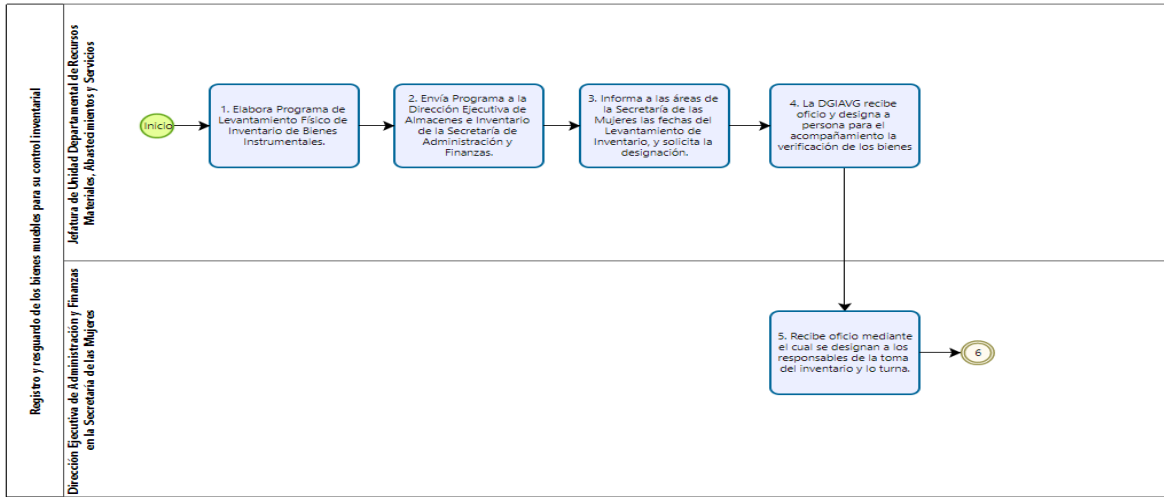 Registro y resguardo de los bienes muebles para su control inventarial
Jefatura de Unidad Departamental de Recursos
Materiales, Abastecimientos y Servicios
Inicio
1. Elabora Programa de
Levantamiento Físico de
Inventario de Bienes
Instrumentales.
2. Envía Programa a la
Dirección Ejecutiva de
Almacenes e Inventario
de la Secretaría de
Administración y
Finanzas.
3. Informa a las áreas de
la Secretaría de las
Mujeres las fechas del
Levantamiento de
Inventario, y solicita la
designación.
4. La DGIAVG recibe
oficio y designa a
persona para el
acompañamiento la
verificación de los bienes
Dirección Ejecutiva de Administración y Finanzas
en la Secretaría de las Mujeres
5. Recibe oficio mediante
el cual se designan a los
responsables de la toma
del inventario y lo turna.
6